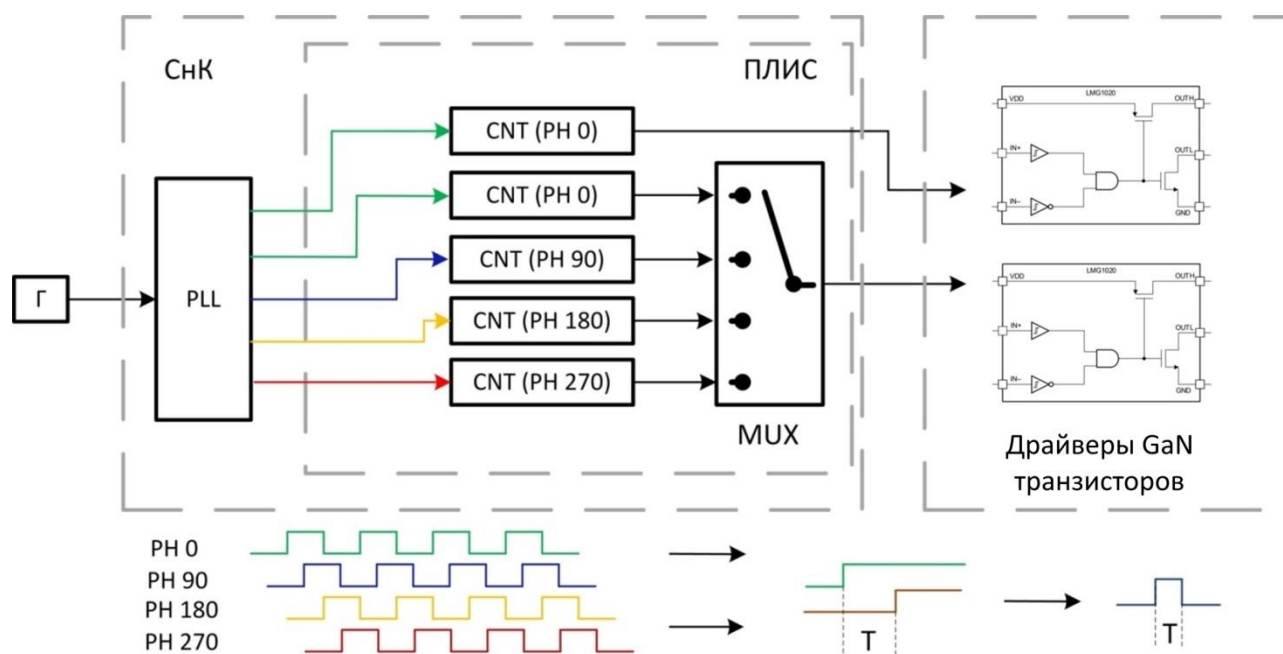 СнК
ПЛИС
CNT (PH 0)
CNT (PH 0)
CNT (PH 90)
CNT (PH 180)
CNT (PH 270)
Г
PLL
MUX
VDD
LMG1020
OUTH
IN+
OUTL
IN−
GND
VDD
LMG1020
OUTH
IN+
OUTL
IN−
GND
Драйверы GaN
транзисторов
PH 0
PH 90
PH 180
PH 270
T
T